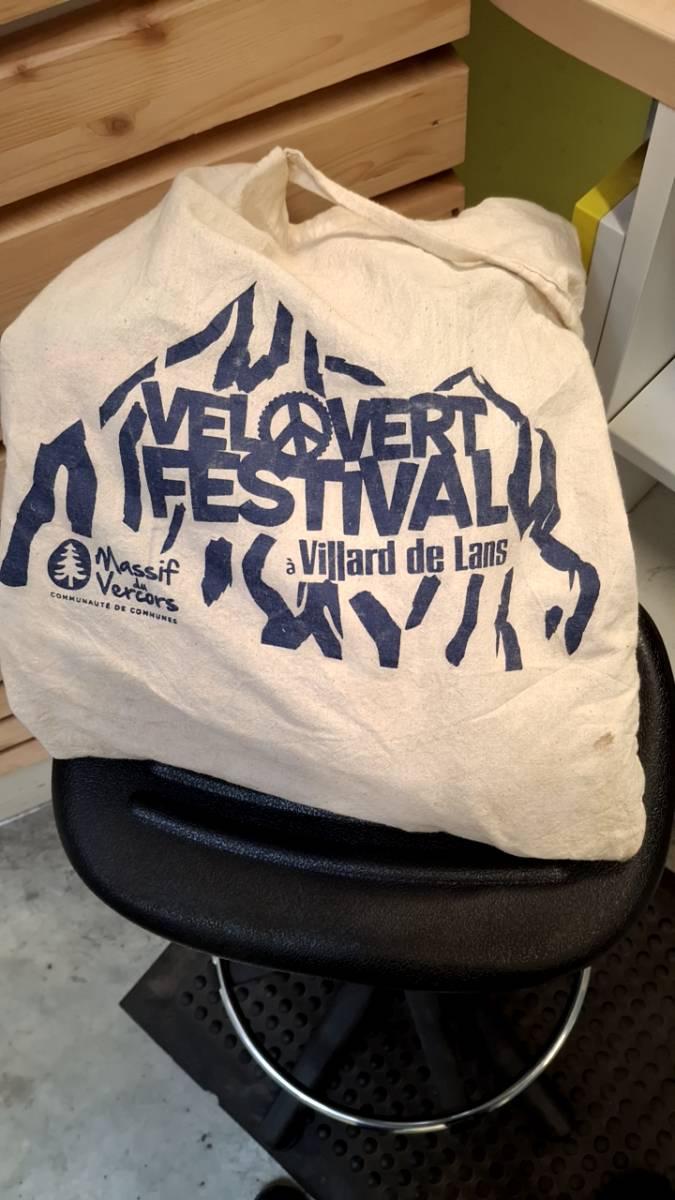 VELOVERT
FESTIVAL
à Villard de Lans
Massif
du
Vercors
COMMUNAUTÉ DE COMMUNES